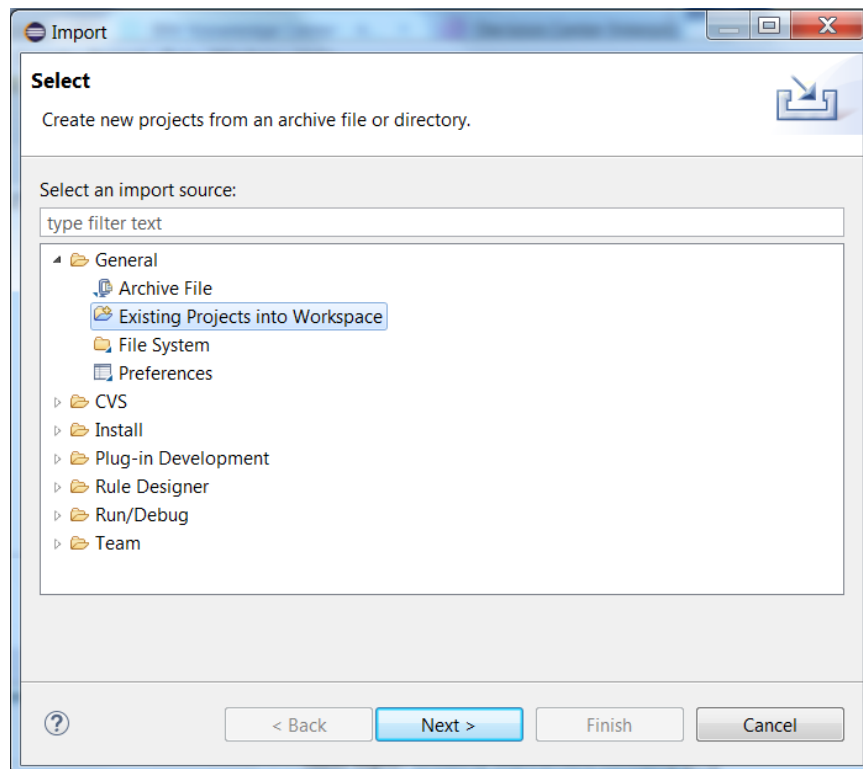 Import
Select
Create new projects from an archive file or directory.
Select an import source:
type filter text
General
Archive File
Existing Projects into Workspace
File System
Preferences
CVS
Install
Plug-in Development
Rule Designer
Run/Debug
Team
? < Back Next > Finish Cancel